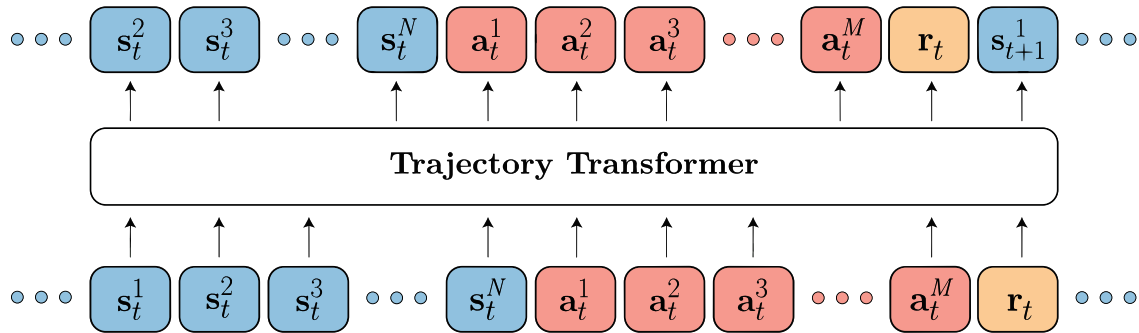 s_t^2 s_t^3 ••• s_t^N a_t^1 a_t^2 a_t^3 ••• a_t^M r_t s_{t+1}^1 •••
Trajectory Transformer
s_t^1 s_t^2 s_t^3 ••• s_t^N a_t^1 a_t^2 a_t^3 ••• a_t^M r_t •••